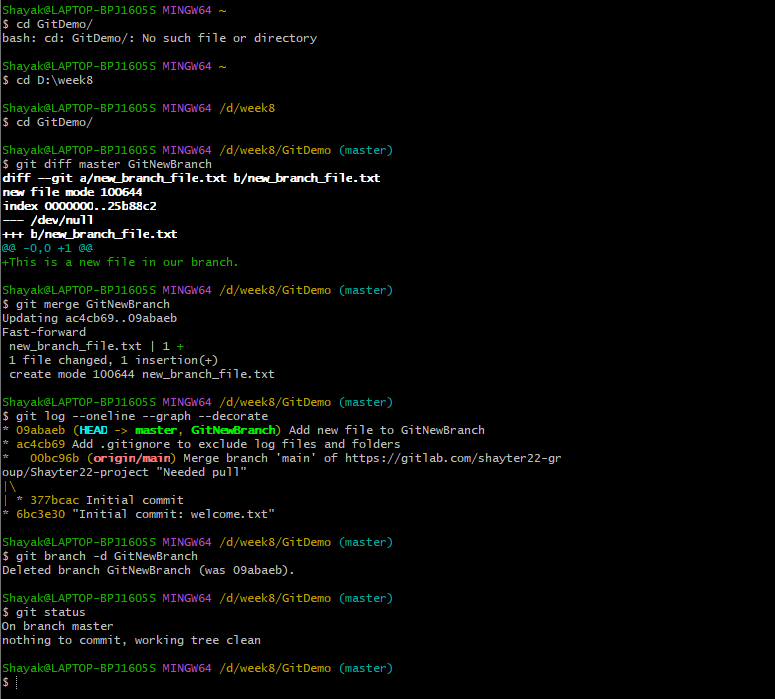 Shayak@LAPTOP-BPJ16O5S MINGW64 ~
$ cd GitDemo/
bash: cd: GitDemo/: No such file or directory
Shayak@LAPTOP-BPJ16O5S MINGW64 ~
$ cd D:\week8
Shayak@LAPTOP-BPJ16O5S MINGW64 /d/week8
$ cd GitDemo/
Shayak@LAPTOP-BPJ16O5S MINGW64 /d/week8/GitDemo (master)
$ git diff master GitNewBranch
diff --git a/new_branch_file.txt b/new_branch_file.txt
new file mode 100644
index 0000000..25b88c2
--- /dev/null
+++ b/new_branch_file.txt
@@ -0,0 +1 @@
+This is a new file in our branch.
Shayak@LAPTOP-BPJ16O5S MINGW64 /d/week8/GitDemo (master)
$ git merge GitNewBranch
Updating ac4cb69..09abaeb
Fast-forward
 new_branch_file.txt | 1 +
 1 file changed, 1 insertion(+)
 create mode 100644 new_branch_file.txt
Shayak@LAPTOP-BPJ16O5S MINGW64 /d/week8/GitDemo (master)
$ git log --oneline --graph --decorate
* 09abaeb (HEAD -> master, GitNewBranch) Add new file to GitNewBranch
* ac4cb69 Add .gitignore to exclude log files and folders
*   00bc96b (origin/main) Merge branch 'main' of https://gitlab.com/shayter22-gr
oup/Shayter22-project "Needed pull"
|\
| * 377bcac Initial commit
* 6bc3e30 "Initial commit: welcome.txt"
Shayak@LAPTOP-BPJ16O5S MINGW64 /d/week8/GitDemo (master)
$ git branch -d GitNewBranch
Deleted branch GitNewBranch (was 09abaeb).
Shayak@LAPTOP-BPJ16O5S MINGW64 /d/week8/GitDemo (master)
$ git status
On branch master
nothing to commit, working tree clean
Shayak@LAPTOP-BPJ16O5S MINGW64 /d/week8/GitDemo (master)
$